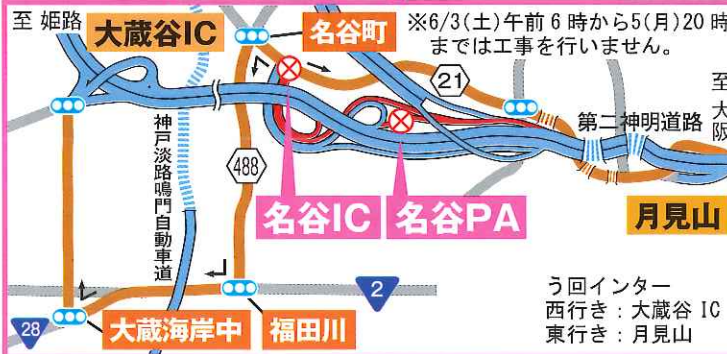 至 姫路
大蔵谷IC
名谷町
※6/3(土)午前6時から5(月)20時
までは工事を行いません。
21
至 大阪
第二神明道路
神戸淡路鳴門自動車道
488
名谷IC
名谷PA
月見山
2
う回インター
西行き：大蔵谷 IC
東行き：月見山
28
大蔵海岸中
福田川